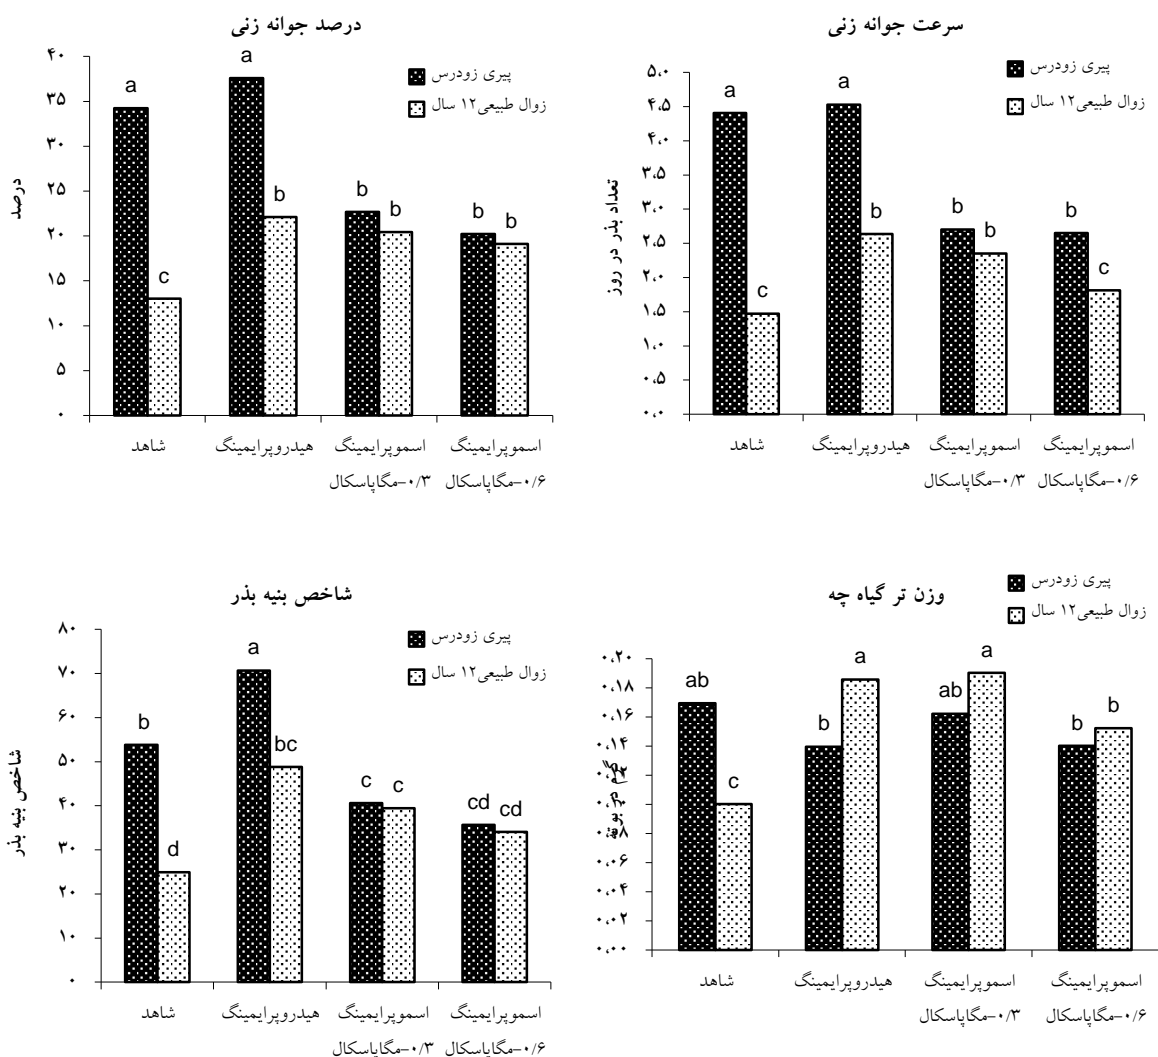 درصد جوانه زنی
پیری زودرس
زوال طبیعی۱۲ سال
درصد
۴۰
۳۵
۳۰
۲۵
۲۰
۱۵
۱۰
۵
۰
a
c
a
b
b
b
b
b
شاهد
هیدروپرایمینگ
اسموپرایمینگ
۰/۳-مگاپاسکال
اسموپرایمینگ
۰/۶-مگاپاسکال
سرعت جوانه زنی
پیری زودرس
زوال طبیعی۱۲ سال
تعداد بذر در روز
۵،۰
۴،۵
۴،۰
۳،۵
۳،۰
۲،۵
۲،۰
۱،۵
۱،۰
۰،۵
۰،۰
a
c
a
b
b
b
b
c
شاهد
هیدروپرایمینگ
اسموپرایمینگ
۰/۳-مگاپاسکال
اسموپرایمینگ
۰/۶-مگاپاسکال
شاخص بنیه بذر
پیری زودرس
زوال طبیعی۱۲ سال
شاخص بنیه بذر
۸۰
۷۰
۶۰
۵۰
۴۰
۳۰
۲۰
۱۰
۰
b
d
a
bc
c
c
cd
cd
شاهد
هیدروپرایمینگ
اسموپرایمینگ
۰/۳-مگاپاسکال
اسموپرایمینگ
۰/۶-مگاپاسکال
وزن تر گیاه چه
پیری زودرس
زوال طبیعی۱۲ سال
۰،۲۰
۰،۱۸
۰،۱۶
۰،۱۴
۰،۰۶
۰،۰۴
۰،۰۲
۰،۰۰
ab
c
b
a
ab
a
b
b
شاهد
هیدروپرایمینگ
اسموپرایمینگ
۰/۳-مگاپاسکال
اسموپرایمینگ
۰/۶-مگاپاسکال